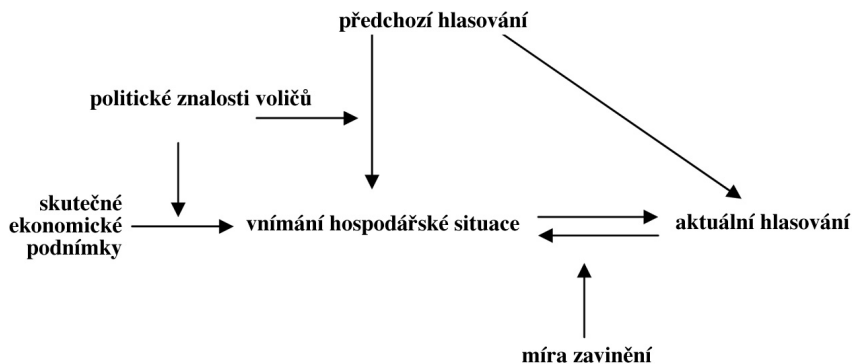 předchozí hlasování
politické znalosti voličů
skutečné
ekonomické
podnímky
vnímání hospodářské situace
aktuální hlasování
míra zavinění